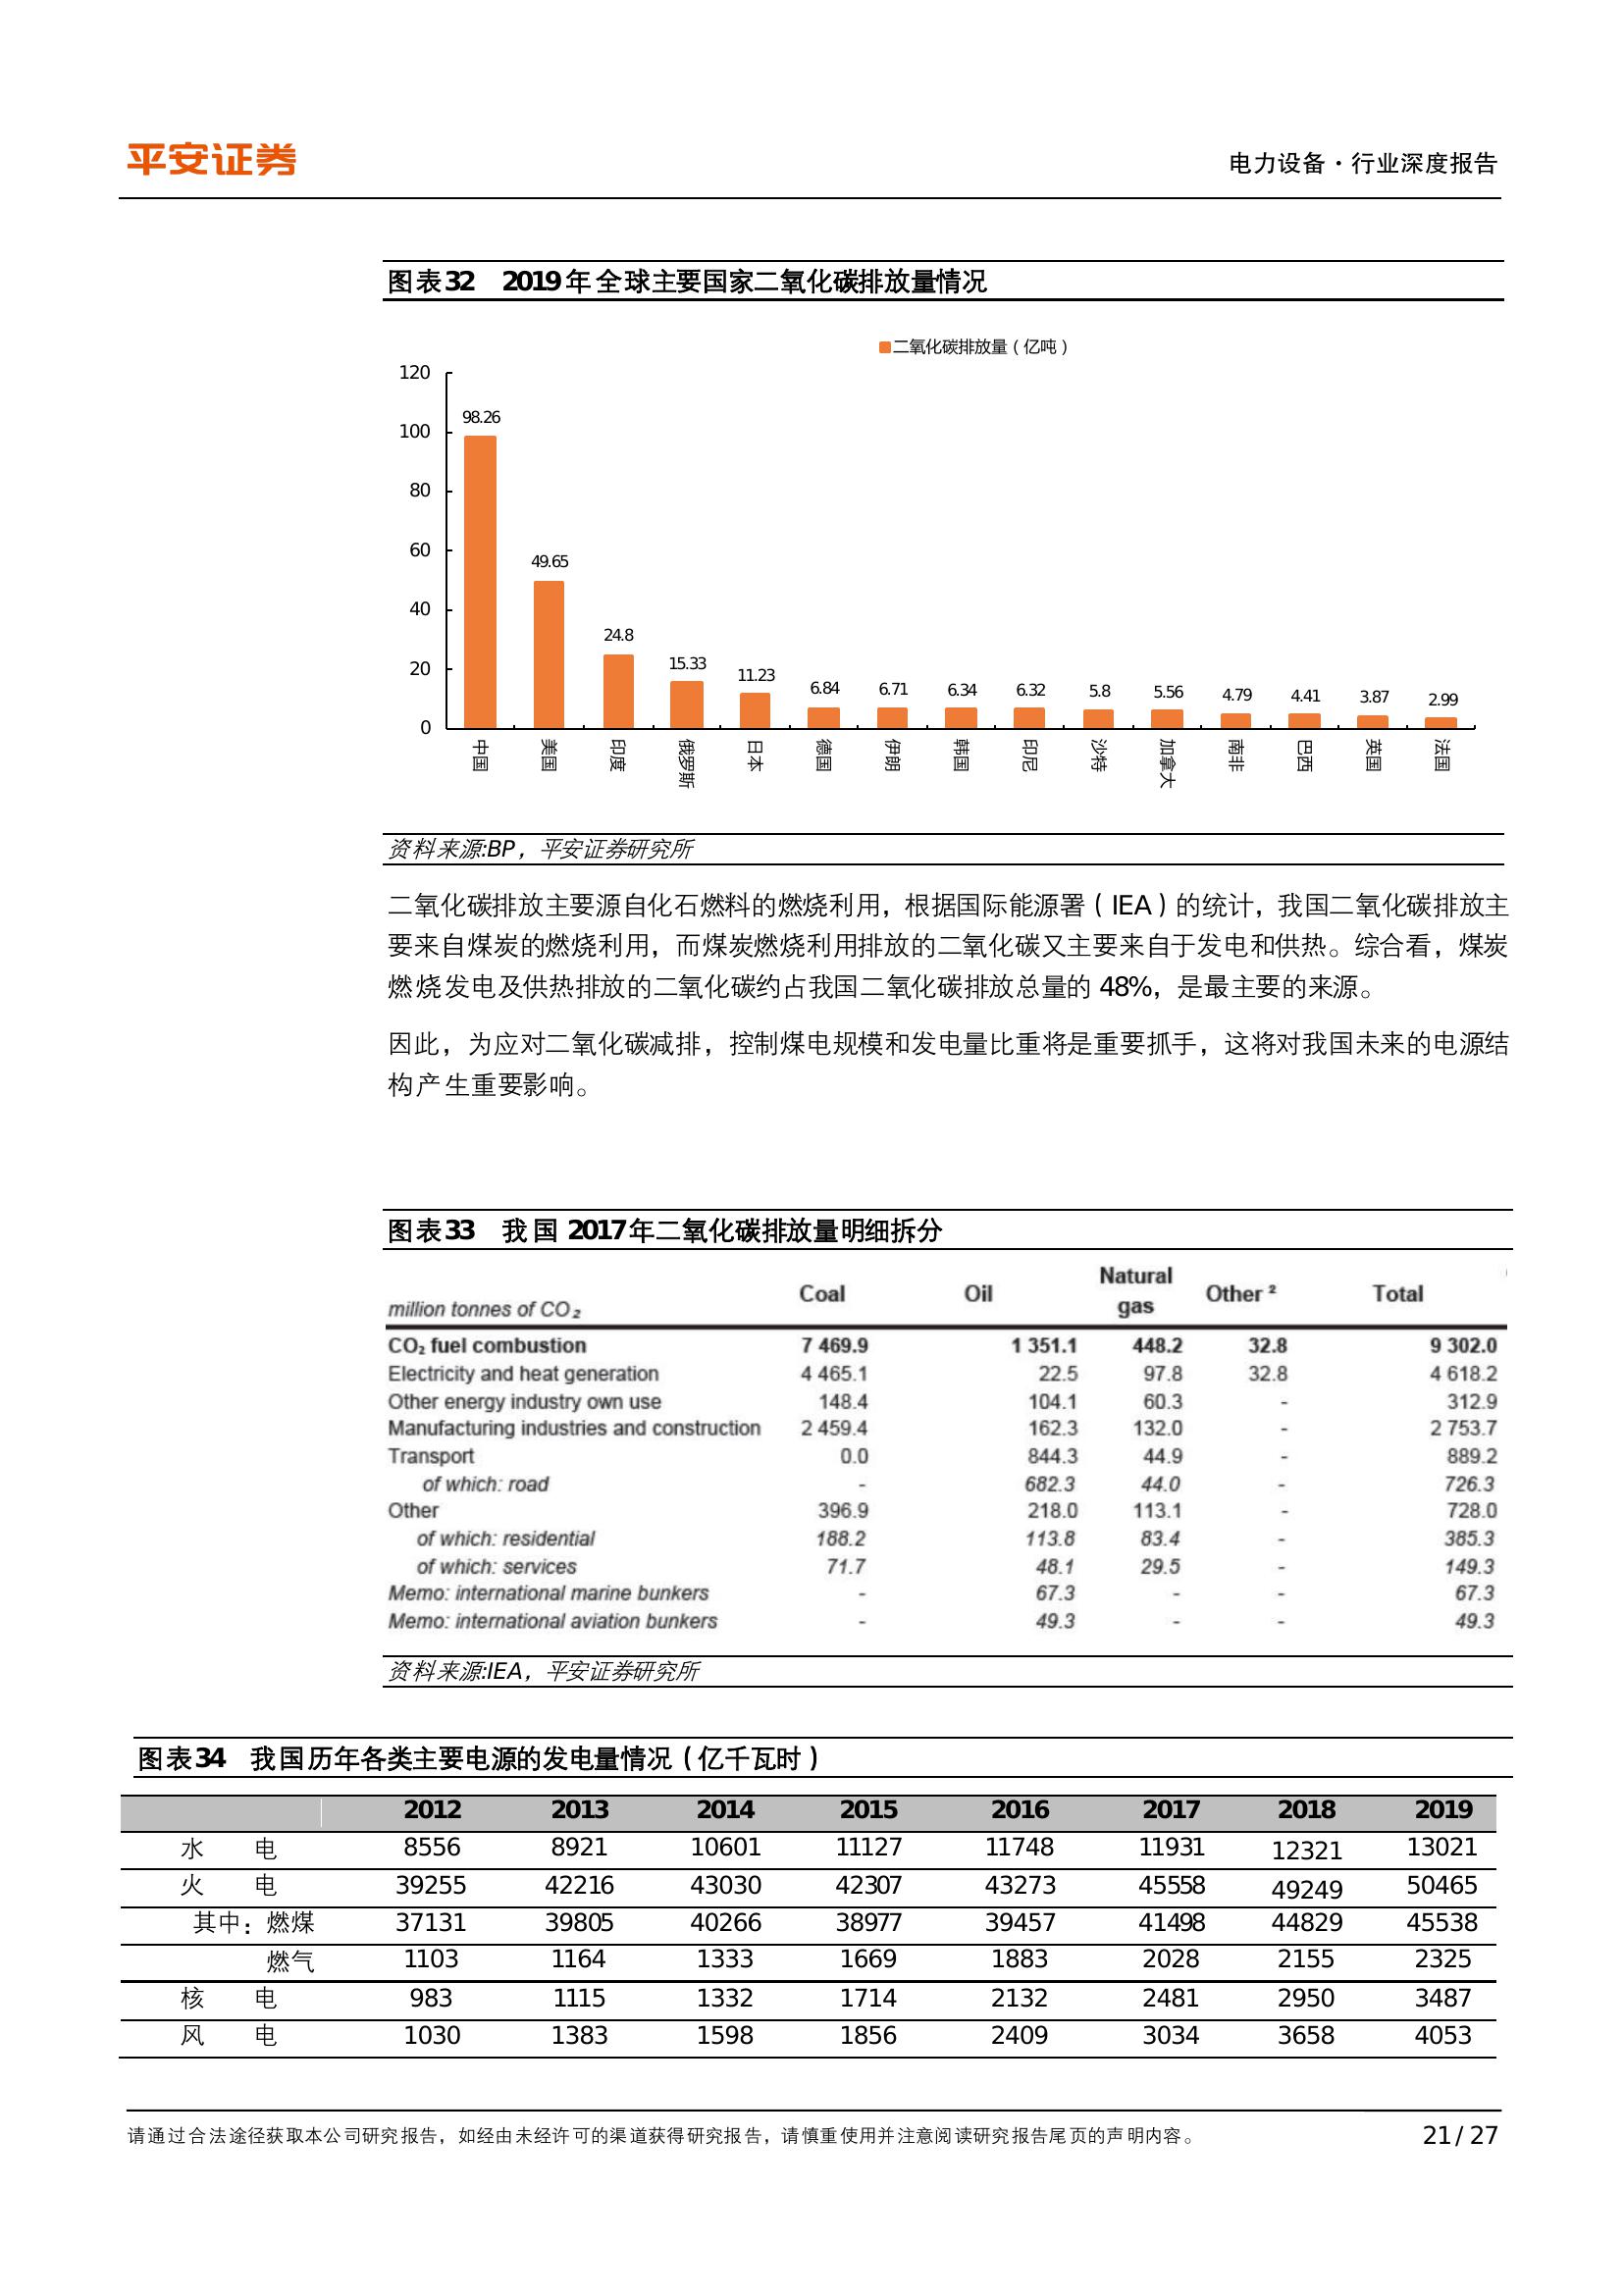 平安证券
电力设备·行业深度报告
图表32 2019年全球主要国家二氧化碳排放量情况
二氧化碳排放量（亿吨）
120
100
80
60
40
20
0
98.26
49.65
24.8
15.33
11.23
6.84
6.71
6.34
6.32
5.8
5.56
4.79
4.41
3.87
2.99
中国
美国
印度
俄罗斯
日本
德国
伊朗
韩国
印尼
沙特
加拿大
南非
巴西
英国
法国
资料来源:BP，平安证券研究所
二氧化碳排放主要源自化石燃料的燃烧利用，根据国际能源署（IEA）的统计，我国二氧化碳排放主
要来自煤炭的燃烧利用，而煤炭燃烧利用排放的二氧化碳又主要来自于发电和供热。综合看，煤炭
燃烧发电及供热排放的二氧化碳约占我国二氧化碳排放总量的 48%，是最主要的来源。
因此，为应对二氧化碳减排，控制煤电规模和发电量比重将是重要抓手，这将对我国未来的电源结
构产生重要影响。
图表33 我国 2017年二氧化碳排放量明细拆分
million tonnes of CO₂ Coal Oil Natural gas Other ² Total
CO₂ fuel combustion 7 469.9 1 351.1 448.2 32.8 9 302.0
Electricity and heat generation 4 465.1 22.5 97.8 32.8 4 618.2
Other energy industry own use 148.4 104.1 60.3 - 312.9
Manufacturing industries and construction 2 459.4 162.3 132.0 - 2 753.7
Transport 0.0 844.3 44.9 - 889.2
of which: road - 682.3 44.0 - 726.3
Other 396.9 218.0 113.1 - 728.0
of which: residential 188.2 113.8 83.4 - 385.3
of which: services 71.7 48.1 29.5 - 149.3
Memo: international marine bunkers - 67.3 - - 67.3
Memo: international aviation bunkers - 49.3 - - 49.3
资料来源:IEA，平安证券研究所
图表34 我国历年各类主要电源的发电量情况（亿千瓦时）
2012 2013 2014 2015 2016 2017 2018 2019
水 电 8556 8921 10601 11127 11748 11931 12321 13021
火 电 39255 42216 43030 42307 43273 45558 49249 50465
其中：燃煤 37131 39805 40266 38977 39457 41498 44829 45538
燃气 1103 1164 1333 1669 1883 2028 2155 2325
核 电 983 1115 1332 1714 2132 2481 2950 3487
风 电 1030 1383 1598 1856 2409 3034 3658 4053
请通过合法途径获取本公司研究报告，如经由未经许可的渠道获得研究报告，请慎重使用并注意阅读研究报告尾页的声明内容。
21 / 27